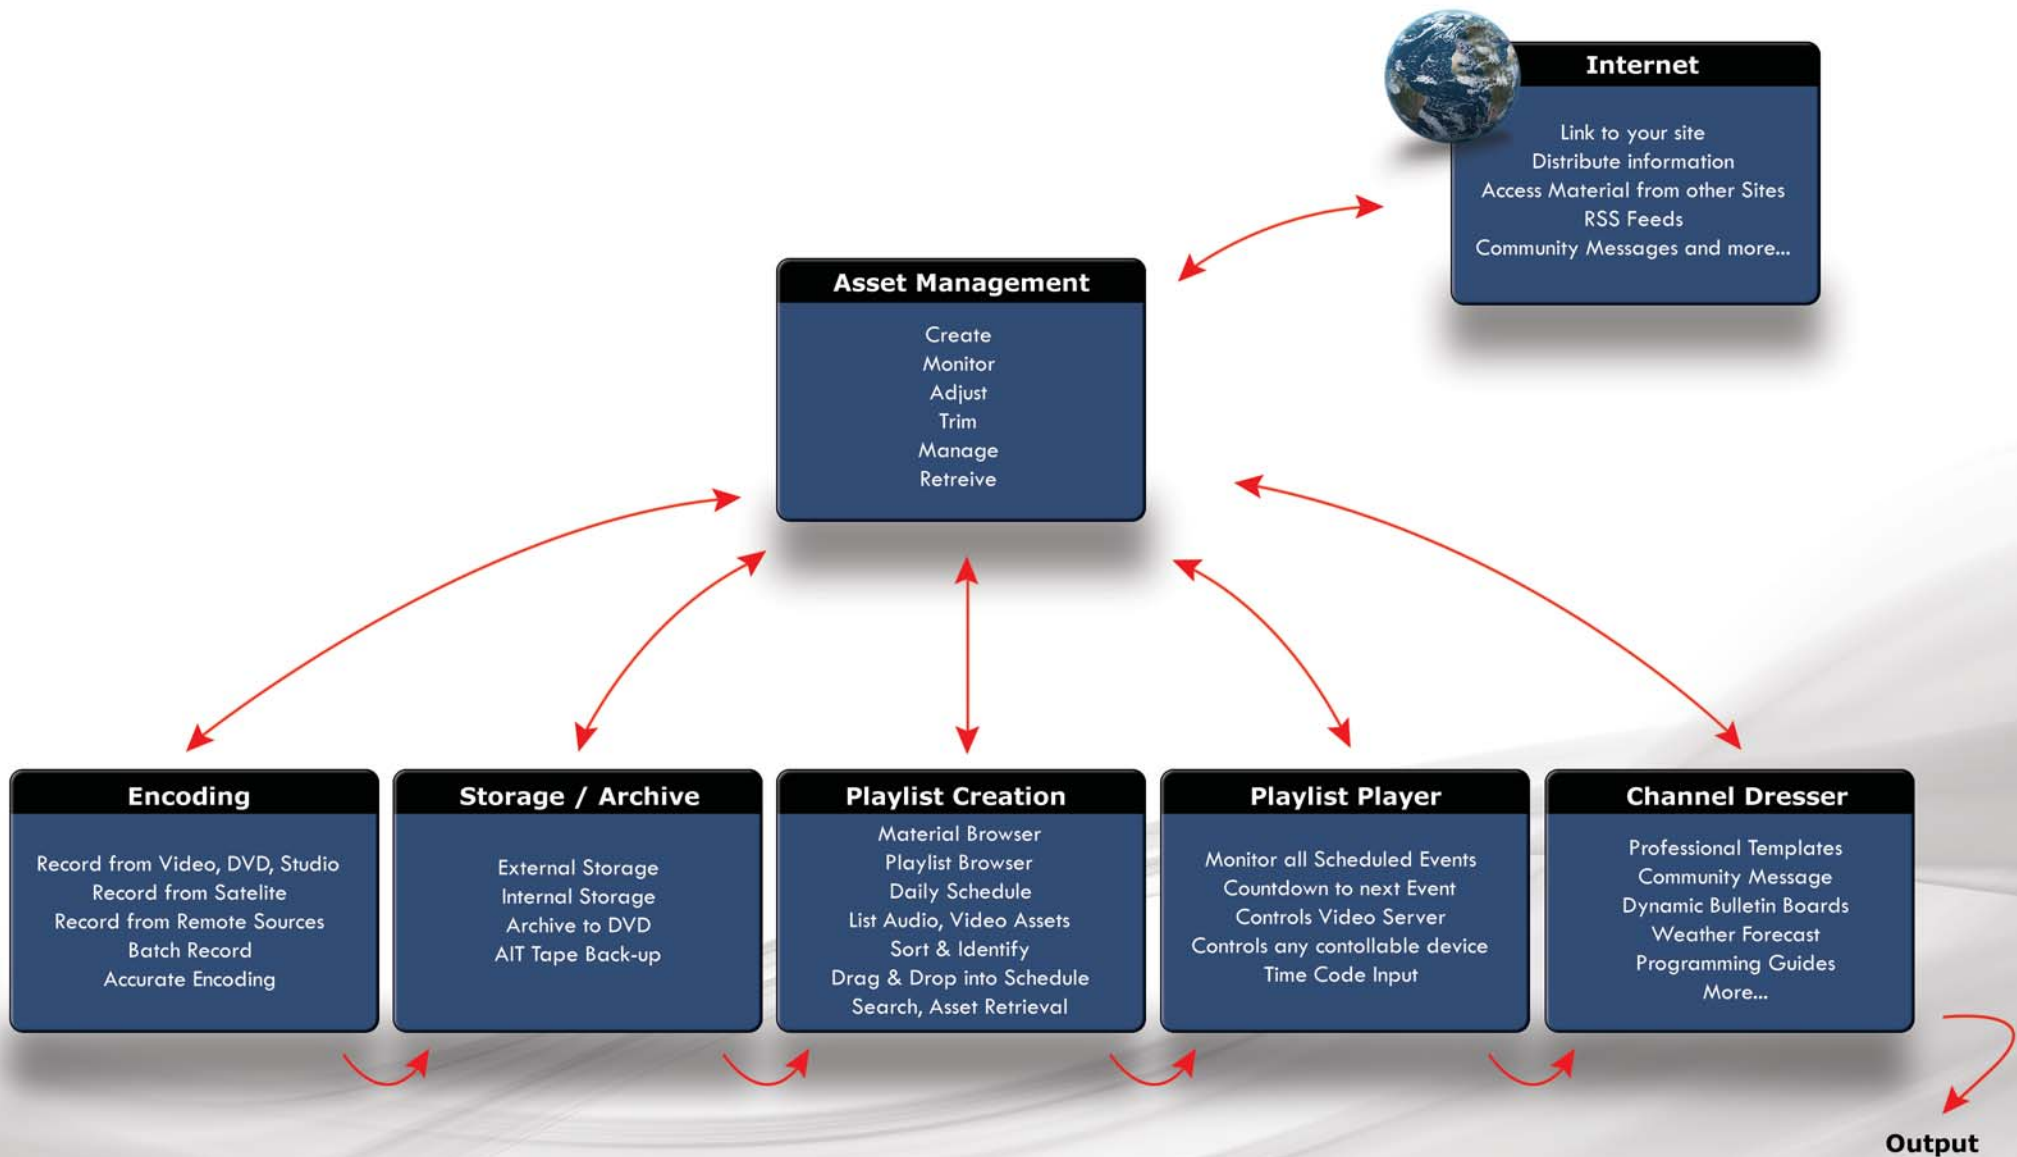 Internet
Link to your site
Distribute information
Access Material from other Sites
RSS Feeds
Community Messages and more...
Asset Management
Create
Monitor
Adjust
Trim
Manage
Retreive
Encoding
Record from Video, DVD, Studio
Record from Satelite
Record from Remote Sources
Batch Record
Accurate Encoding
Storage / Archive
External Storage
Internal Storage
Archive to DVD
AIT Tape Back-up
Playlist Creation
Material Browser
Playlist Browser
Daily Schedule
List Audio, Video Assets
Sort & Identify
Drag & Drop into Schedule
Search, Asset Retrieval
Playlist Player
Monitor all Scheduled Events
Countdown to next Event
Controls Video Server
Controls any contollable device
Time Code Input
Channel Dresser
Professional Templates
Community Message
Dynamic Bulletin Boards
Weather Forecast
Programming Guides
More...
Output